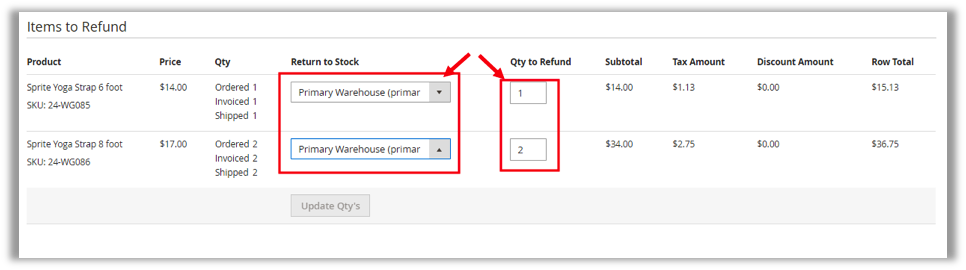 Items to Refund
Product Price Qty Return to Stock Qty to Refund Subtotal Tax Amount Discount Amount Row Total
Sprite Yoga Strap 6 foot $14.00 Ordered 1 Primary Warehouse (primar 1 $14.00 $1.13 $0.00 $15.13
SKU: 24-WG085 Invoiced 1
Shipped 1
Sprite Yoga Strap 8 foot $17.00 Ordered 2 Primary Warehouse (primar 2 $34.00 $2.75 $0.00 $36.75
SKU: 24-WG086 Invoiced 2
Shipped 2
Update Qty's